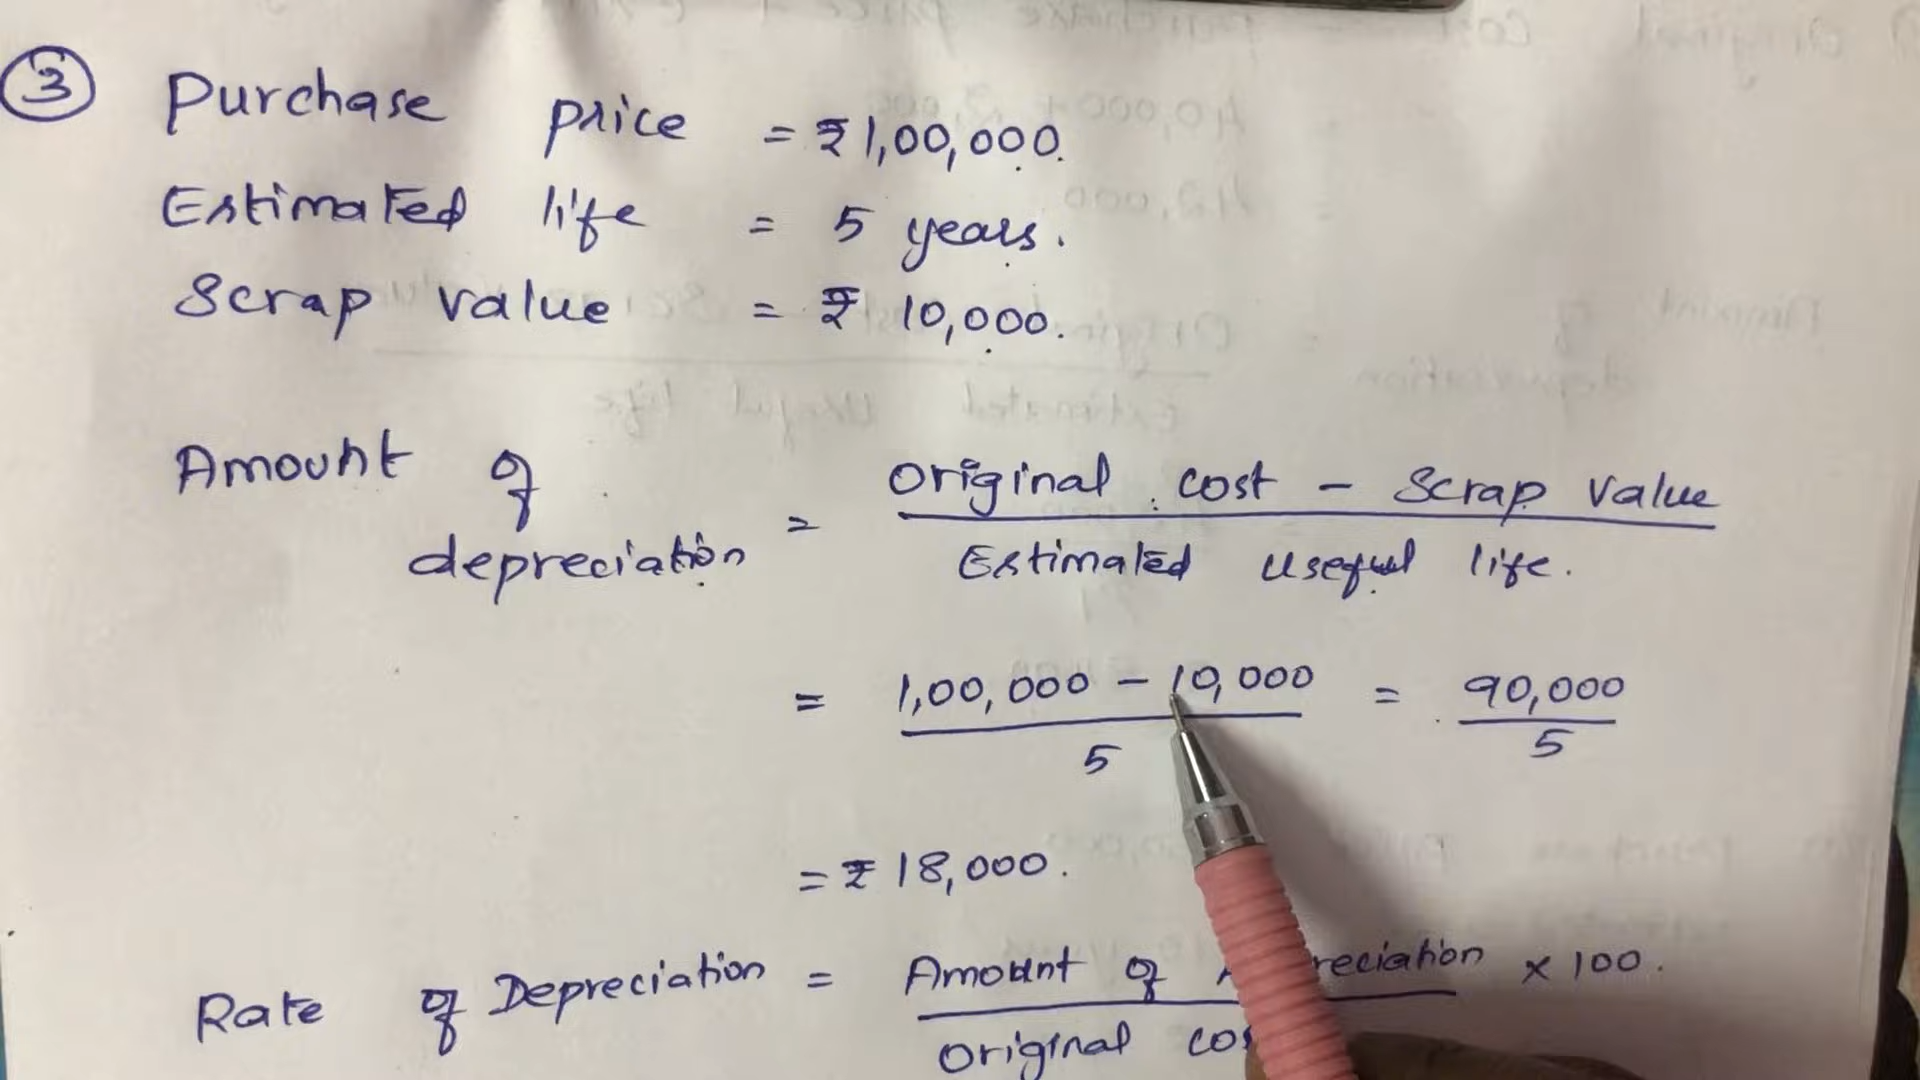 3 Purchase price = ₹1,00,000.
Estimated life = 5 years.
Scrap value = ₹ 10,000.
Amount of depreciation = Original cost - Scrap value
Estimated Useful life.
= 1,00,000 - 10,000 = 90,000
5 5
= ₹ 18,000.
Rate of Depreciation = Amount of reciation × 100.
Original cos